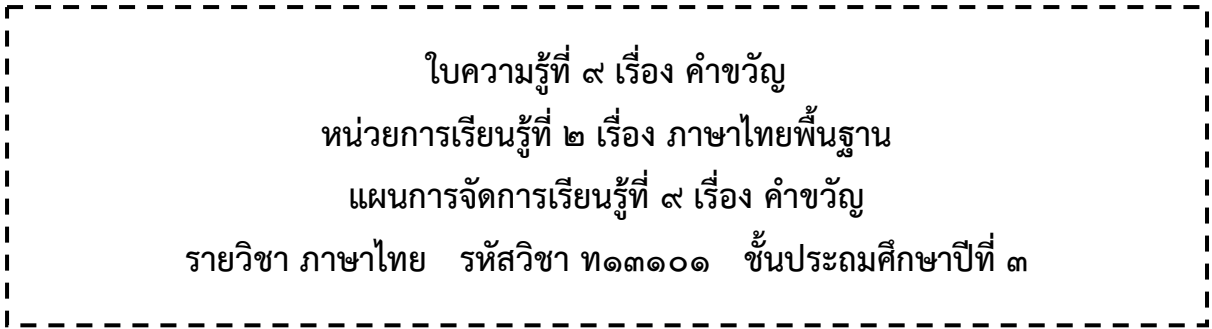 ใบความรู้ที่ ๙ เรื่อง คำขวัญ
หน่วยการเรียนรู้ที่ ๒ เรื่อง ภาษาไทยพื้นฐาน
แผนการจัดการเรียนรู้ที่ ๙ เรื่อง คำขวัญ
รายวิชา ภาษาไทย รหัสวิชา ท๑๓๑๐๑ ชั้นประถมศึกษาปีที่ ๓